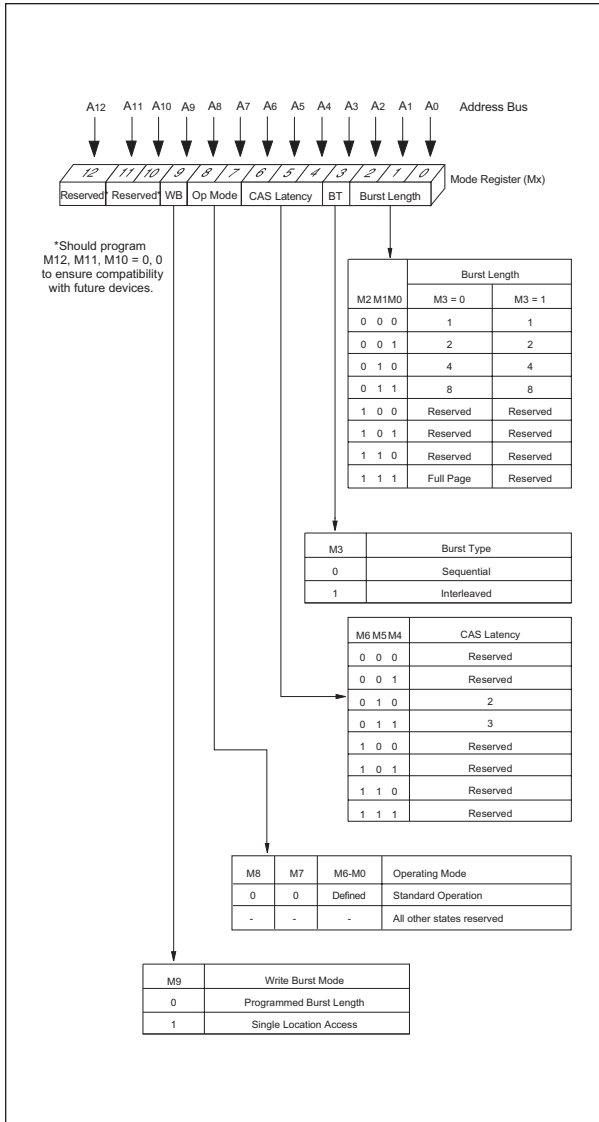 A12 A11 A10 A9 A8 A7 A6 A5 A4 A3 A2 A1 A0 Address Bus
12 11 10 9 8 7 6 5 4 3 2 1 0
Mode Register (Mx)
Reserved* Reserved* WB Op Mode CAS Latency BT Burst Length
*Should program
M12, M11, M10 = 0, 0
to ensure compatibility
with future devices.
Burst Length
M2 M1M0 M3 = 0 M3 = 1
0 0 0 1 1
0 0 1 2 2
0 1 0 4 4
0 1 1 8 8
1 0 0 Reserved Reserved
1 0 1 Reserved Reserved
1 1 0 Reserved Reserved
1 1 1 Full Page Reserved
M3 Burst Type
0 Sequential
1 Interleaved
M6 M5 M4 CAS Latency
0 0 0 Reserved
0 0 1 Reserved
0 1 0 2
0 1 1 3
1 0 0 Reserved
1 0 1 Reserved
1 1 0 Reserved
1 1 1 Reserved
M8 M7 M6-M0 Operating Mode
0 0 Defined Standard Operation
- - - All other states reserved
M9 Write Burst Mode
0 Programmed Burst Length
1 Single Location Access